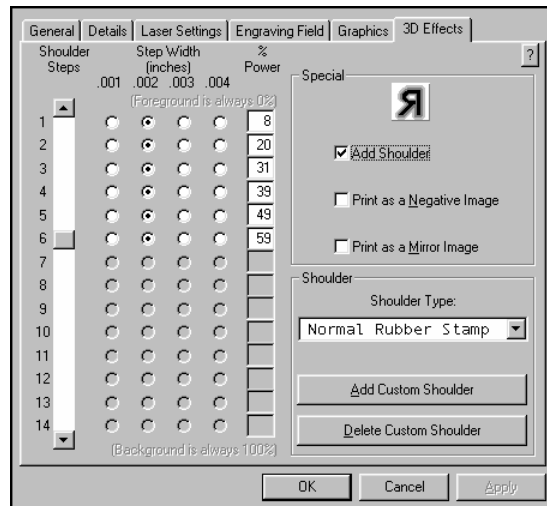 General Details Laser Settings Engraving Field Graphics 3D Effects
Shoulder Steps
Step Width (inches)
% Power
.001 .002 .003 .004
(Foreground is always 0%)
1 8
2 20
3 31
4 39
5 49
6 59
7
8
9
10
11
12
13
14
(Background is always 100%)
?
Special
R
Add Shoulder
Print as a Negative Image
Print as a Mirror Image
Shoulder
Shoulder Type:
Normal Rubber Stamp
Add Custom Shoulder
Delete Custom Shoulder
OK Cancel Apply